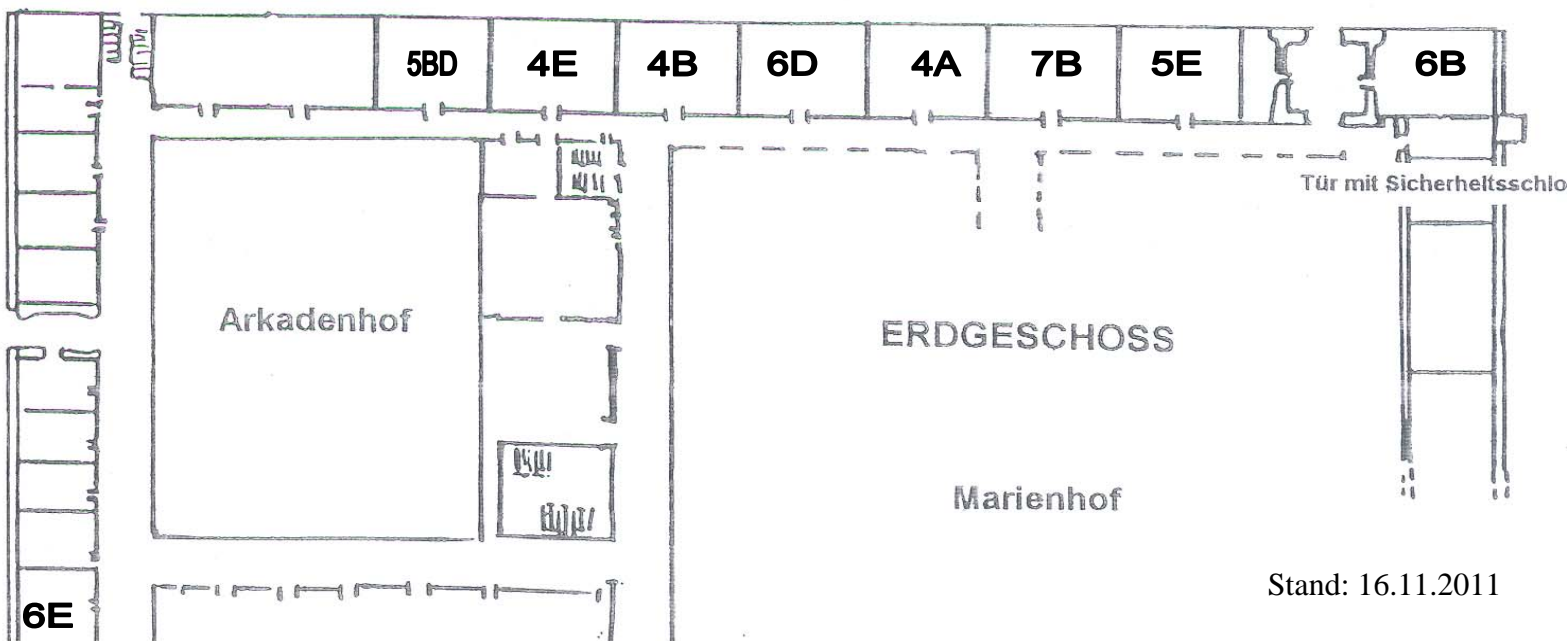 5BD 4E 4B 6D 4A 7B 5E 6B
Tür mit Sicherheitsschlo
Arkadenhof
ERDGESCHOSS
Marienhof
Stand: 16.11.2011
6E